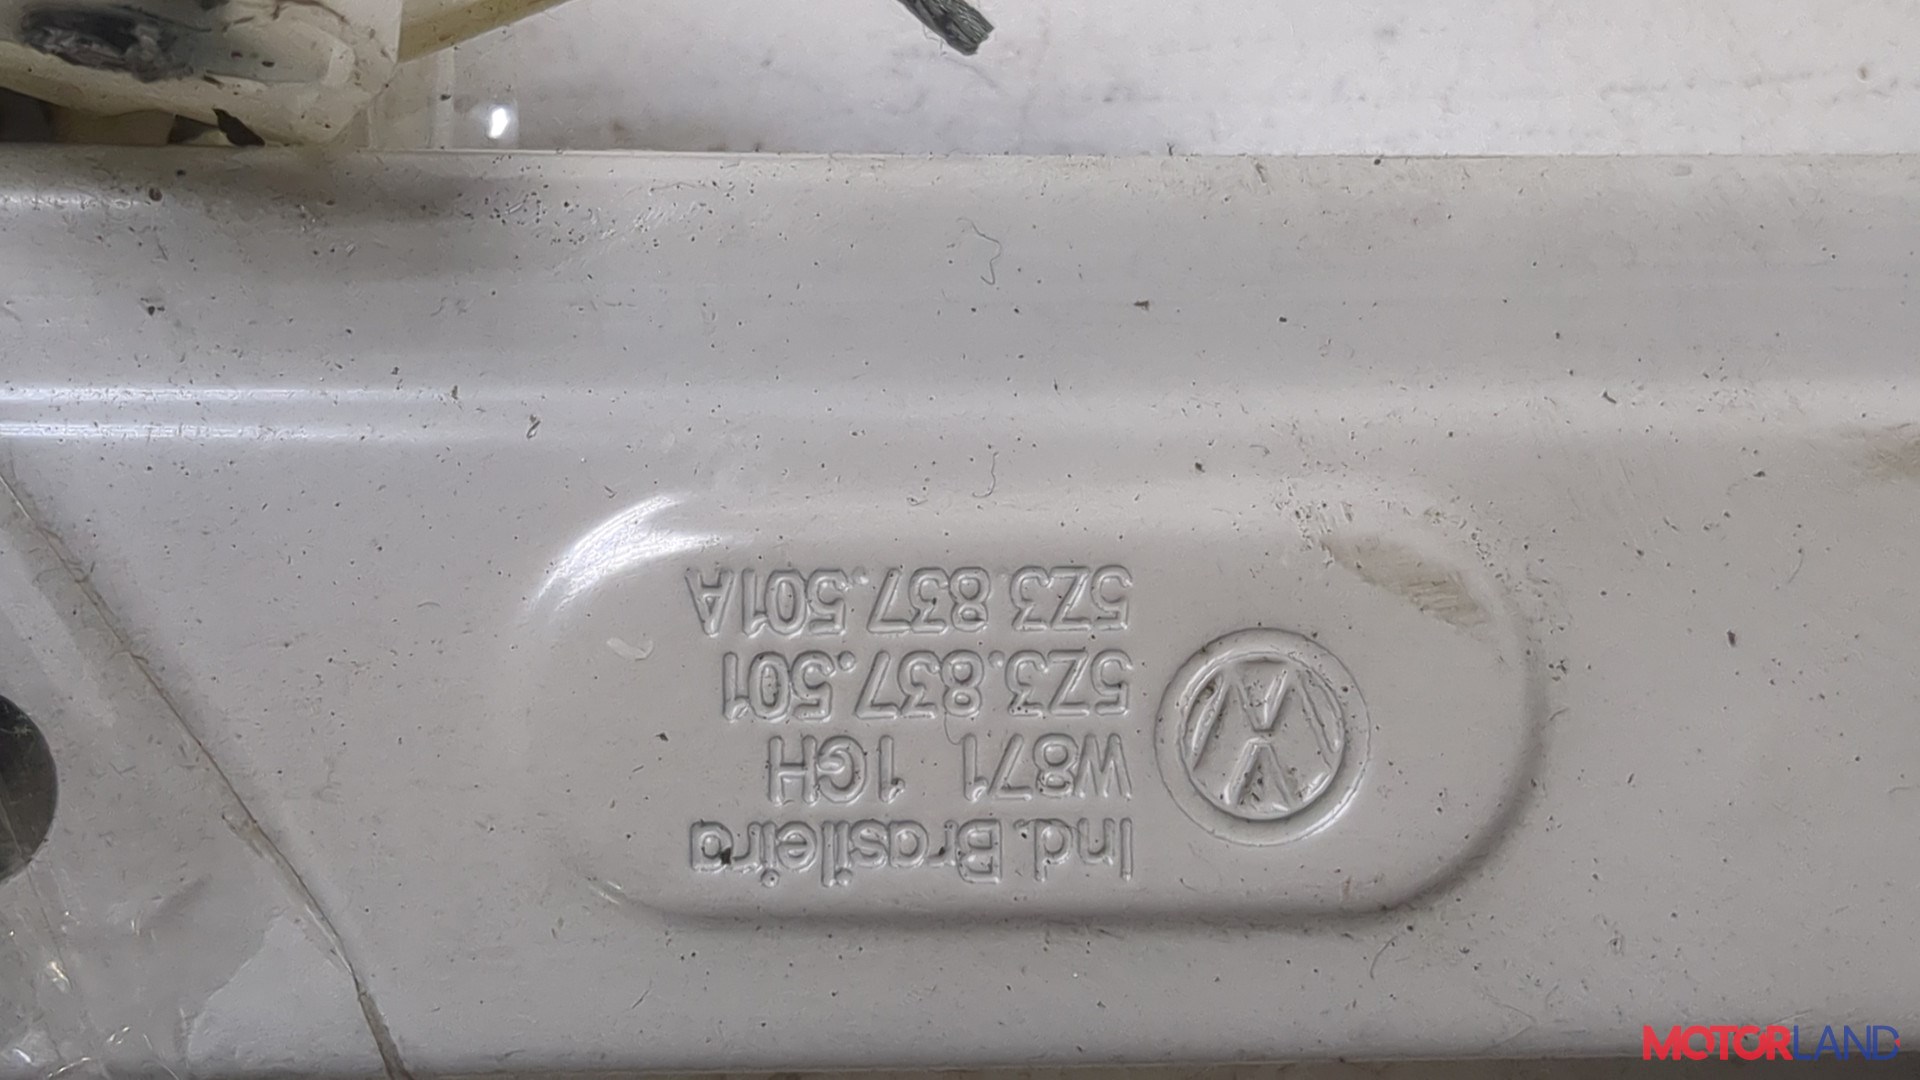 Ind. Brasileira
W871 1GH
5Z3.837.501
5Z3 837.501A
MOTORLAND